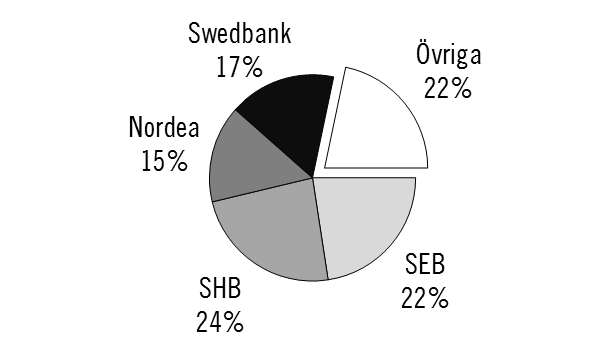 Swedbank
17%
Övriga
22%
Nordea
15%
SHB
24%
SEB
22%